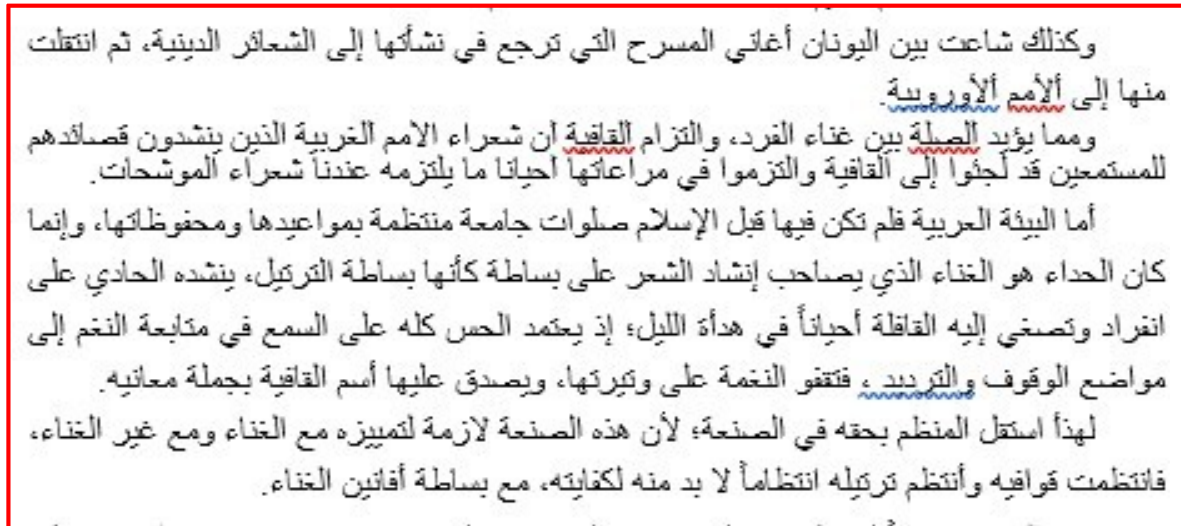 وكذلك شاعت بين اليونان أغاني المسرح التي ترجع في نشأتها إلى الشعائر الدينية، ثم انتقلت
منها إلى ألأمم ألأوروبية.
ومما يؤيد الصلة بين غناء الفرد، والتزام القافية أن شعراء الأمم الغربية الذين ينشدون قصائدهم
للمستمعين قد لجئوا إلى القافية والتزموا في مراعاتها أحيانا ما يلتزمه عندنا شعراء الموشحات.
أما البيئة العربية فلم تكن فيها قبل الإسلام صلوات جامعة منتظمة بمواعيدها ومحفوظاتها، وإنما
كان الحداء هو الغناء الذي يصاحب إنشاد الشعر على بساطة كأنها بساطة الترتيل، ينشده الحادي على
انفراد وتصغي إليه القافلة أحياناً في هدأة الليل؛ إذ يعتمد الحس كله على السمع في متابعة النغم إلى
مواضع الوقوف والترديد ، فتقفو النغمة على وتيرتها، ويصدق عليها أسم القافية بجملة معانيه.
لهذأ استقل المنظم بحقه في الصنعة؛ لأن هذه الصنعة لازمة لتمييزه مع الغناء ومع غير الغناء،
فانتظمت قوافيه وأنتظم ترتيله انتظاماً لا بد منه لكفايته، مع بساطة أفانين الغناء.